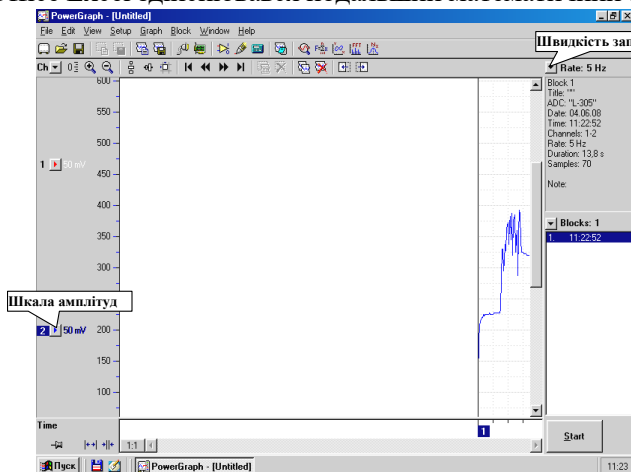 PowerGraph - [Untitled]
File Edit View Setup Graph Block Window Help
Швидкість зап
Ch
Rate: 5 Hz
600
Block 1
Title: ""
ADC: "L-305"
Date: 04.06.08
Time: 11:22:52
Channels: 1-2
Rate: 5 Hz
Duration: 13,8 s
Samples: 70
Note:
550
500
1 50 mV
450
400
350
Blocks: 1
1. 11:22:52
300
Шкала амплітуд
250
2 50 mV
200
150
100
Time
1
1:1
Start
Пуск
PowerGraph - [Untitled]
11:23